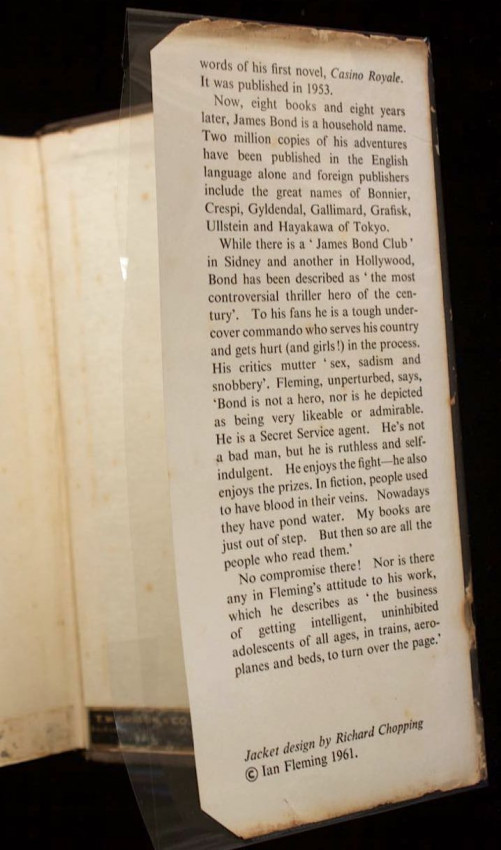 words of his first novel, Casino Royale.
It was published in 1953.
Now, eight books and eight years
later, James Bond is a household name.
Two million copies of his adventures
have been published in the English
language alone and foreign publishers
include the great names of Bonnier,
Crespi, Gyldendal, Gallimard, Grafisk,
Ullstein and Hayakawa of Tokyo.
While there is a ‘ James Bond Club ’
in Sidney and another in Hollywood,
Bond has been described as ‘ the most
controversial thriller hero of the cen-
tury’. To his fans he is a tough under-
cover commando who serves his country
and gets hurt (and girls!) in the process.
His critics mutter ‘ sex, sadism and
snobbery’. Fleming, unperturbed, says,
‘Bond is not a hero, nor is he depicted
as being very likeable or admirable.
He is a Secret Service agent. He’s not
a bad man, but he is ruthless and self-
indulgent. He enjoys the fight—he also
enjoys the prizes. In fiction, people used
to have blood in their veins. Nowadays
they have pond water. My books are
just out of step. But then so are all the
people who read them.’
No compromise there! Nor is there
any in Fleming’s attitude to his work,
which he describes as ‘ the business
of getting intelligent, uninhibited
adolescents of all ages, in trains, aero-
planes and beds, to turn over the page.’
Jacket design by Richard Chopping
© Ian Fleming 1961.